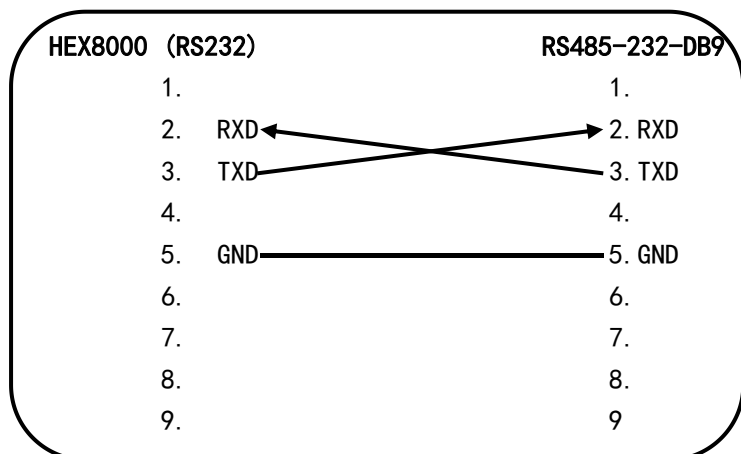 HEX8000 (RS232) RS485-232-DB9
1. 1.
2. RXD 2. RXD
3. TXD 3. TXD
4. 4.
5. GND 5. GND
6. 6.
7. 7.
8. 8.
9. 9